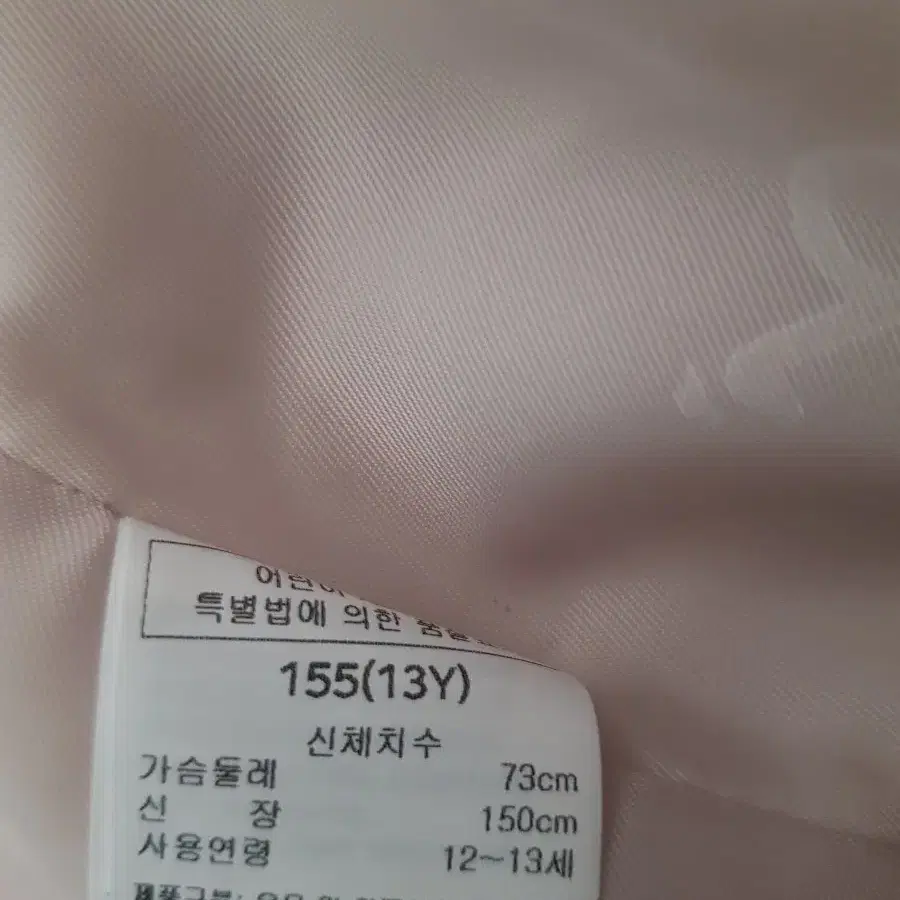 특별법에 의한
155(13Y)
신체치수
가슴둘레 73cm
신 장 150cm
사용연령 12~13세